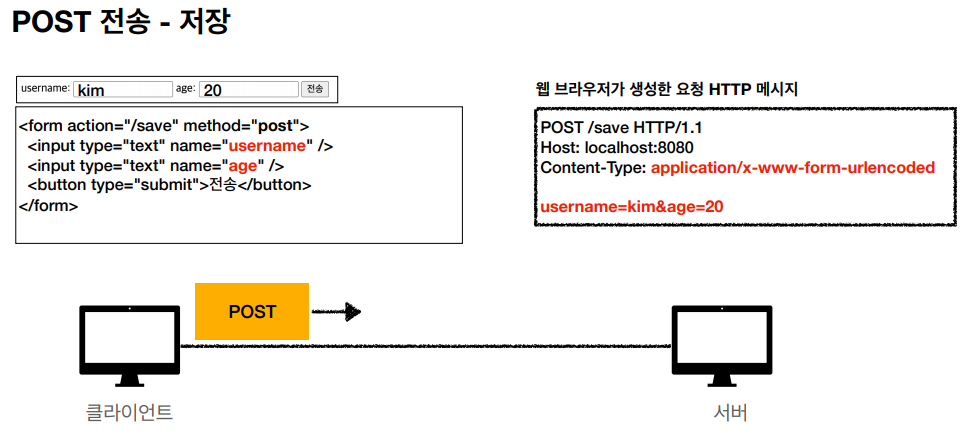 POST 전송 - 저장
username: kim age: 20 전송
<form action="/save" method="post">
<input type="text" name="username" />
<input type="text" name="age" />
<button type="submit">전송</button>
</form>
웹 브라우저가 생성한 요청 HTTP 메시지
POST /save HTTP/1.1
Host: localhost:8080
Content-Type: application/x-www-form-urlencoded
username=kim&age=20
POST
클라이언트
서버